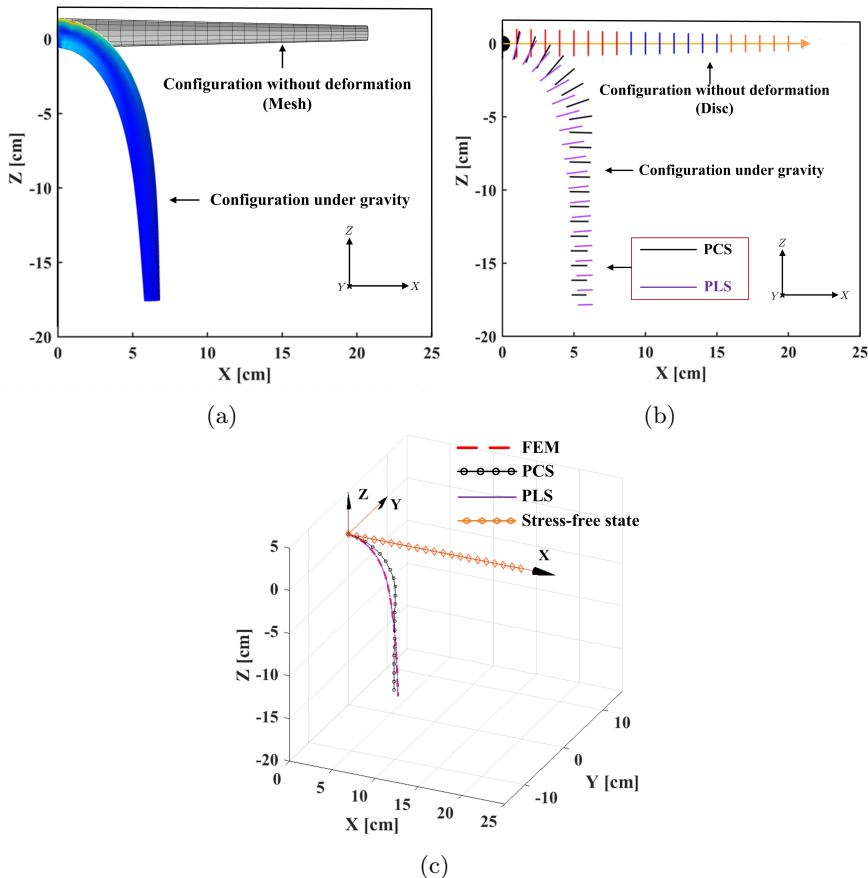 0
-5
-10
-15
-20
Z [cm]
Configuration without deformation
(Mesh)
Configuration under gravity
Z
Y
X
0
5
10
15
20
25
X [cm]
(a)
0
-5
-10
-15
-20
Z [cm]
Configuration without deformation
(Disc)
Configuration under gravity
PCS
PLS
Z
Y
X
0
5
10
15
20
25
X [cm]
(b)
FEM
PCS
PLS
Stress-free state
Z
Y
X
5
0
-5
-10
-15
-20
Z [cm]
0
5
10
15
20
25
X [cm]
10
0
-10
Y [cm]
(c)